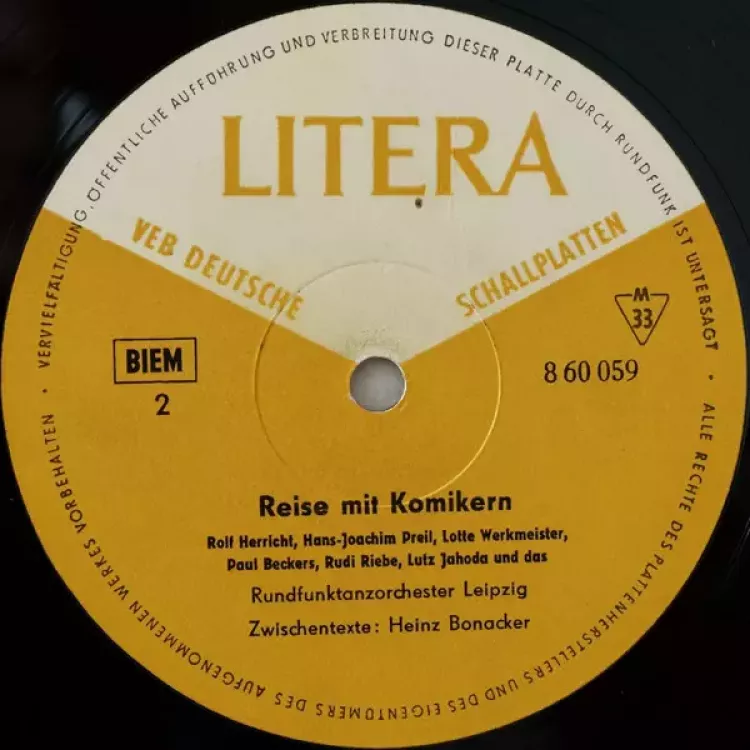 LITERA
VEB DEUTSCHE SCHALLPLATTEN
M
33
BIEM
2
8 60 059
Reise mit Komikern
Rolf Herricht, Hans-Joachim Preil, Lotte Werkmeister,
Paul Beckers, Rudi Riebe, Lutz Jahoda und das
Rundfunktanzorchester Leipzig
Zwischentexte: Heinz Bonacker
ALLE RECHTE DES PLATTENHERSTELLERS UND DES EIGENTÜMERS DES AUFGENOMMENEN WERKES VORBEHALTEN • VERVIELFÄLTIGUNG, ÖFFENTLICHE AUFFÜHRUNG UND VERBREITUNG DIESER PLATTE DURCH RUNDFUNK IST UNTERSAGT •